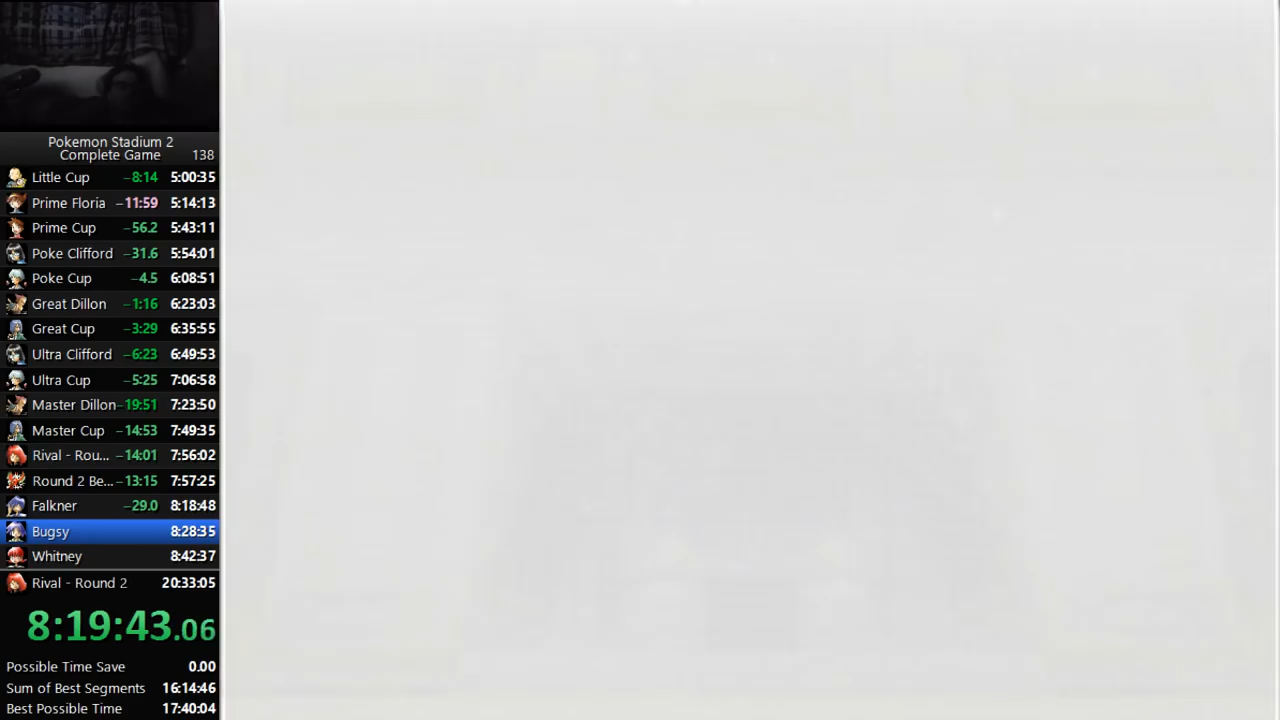 Pokemon Stadium 2
Complete Game 138
Little Cup -8:14 5:00:35
Prime Floria -11:59 5:14:13
Prime Cup -56.2 5:43:11
Poke Clifford -31.6 5:54:01
Poke Cup -4.5 6:08:51
Great Dillon -1:16 6:23:03
Great Cup -3:29 6:35:55
Ultra Clifford -6:23 6:49:53
Ultra Cup -5:25 7:06:58
Master Dillon -19:51 7:23:50
Master Cup -14:53 7:49:35
Rival - Rou... -14:01 7:56:02
Round 2 Be... -13:15 7:57:25
Falkner -29.0 8:18:48
Bugsy 8:28:35
Whitney 8:42:37
Rival - Round 2 20:33:05
8:19:43.06
Possible Time Save 0.00
Sum of Best Segments 16:14:46
Best Possible Time 17:40:04